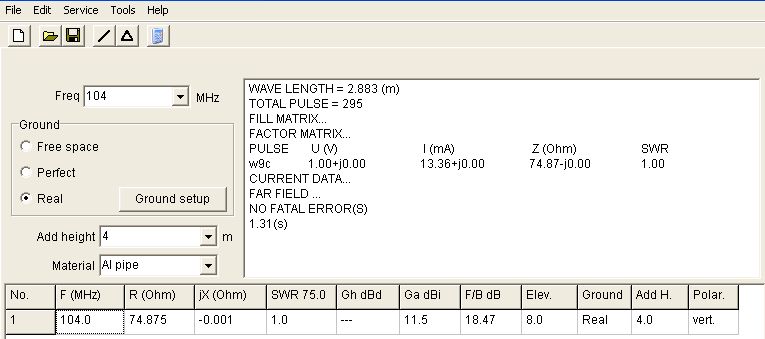 File Edit Service Tools Help
Freq 104 MHz
Ground
Free space
Perfect
Real Ground setup
Add height 4 m
Material Al pipe
WAVE LENGTH = 2.883 (m)
TOTAL PULSE = 295
FILL MATRIX...
FACTOR MATRIX...
PULSE U (V) I (mA) Z (Ohm) SWR
w9c 1.00+j0.00 13.36+j0.00 74.87-j0.00 1.00
CURRENT DATA...
FAR FIELD ...
NO FATAL ERROR(S)
1.31(s)
No. F (MHz) R (Ohm) jX (Ohm) SWR 75.0 Gh dBd Ga dBi F/B dB Elev. Ground Add H. Polar.
1 104.0 74.875 -0.001 1.0 --- 11.5 18.47 8.0 Real 4.0 vert.